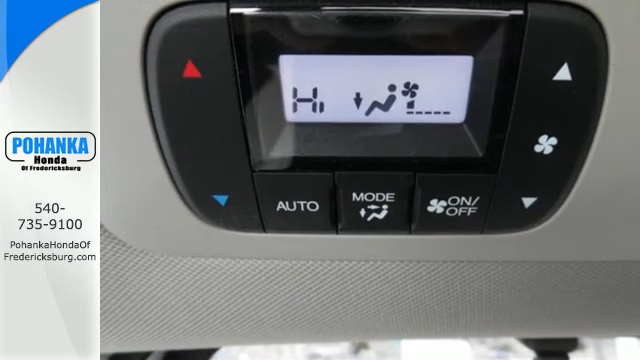 POHANKA
Honda
Of Fredericksburg
540-
735-9100
PohankaHondaOf
Fredericksburg.com
Hi
AUTO
MODE
ON/
OFF